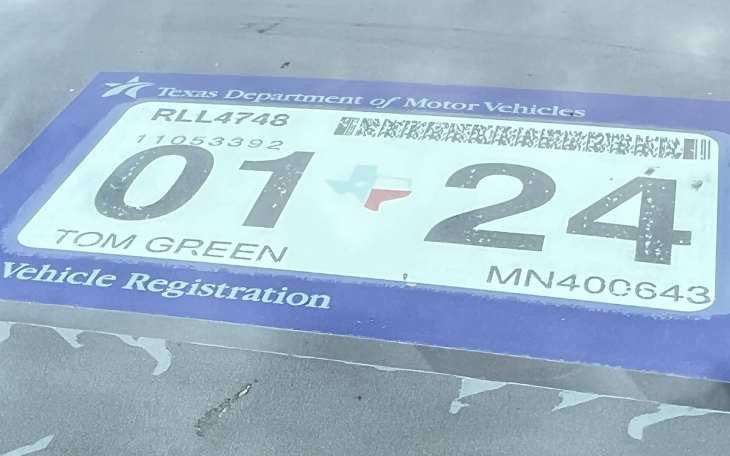 Texas Department of Motor Vehicles
RLL4748
11053392
01 24
TOM GREEN
MN400643
Vehicle Registration